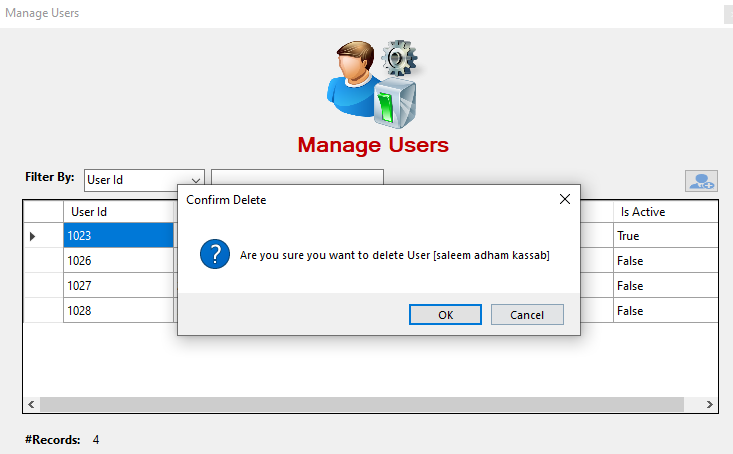 Manage Users
Manage Users
Filter By: User Id
User Id Is Active
1023 True
1026 False
1027 False
1028 False
Confirm Delete
Are you sure you want to delete User [saleem adham kassab]
OK Cancel
#Records: 4